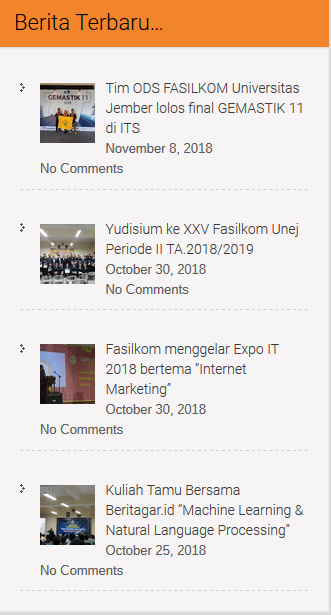 Berita Terbaru...
Tim ODS FASILKOM Universitas
Jember lolos final GEMASTIK 11
di ITS
November 8, 2018
No Comments
Yudisium ke XXV Fasilkom Unej
Periode II TA.2018/2019
October 30, 2018
No Comments
Fasilkom menggelar Expo IT
2018 bertema “Internet
Marketing”
October 30, 2018
No Comments
Kuliah Tamu Bersama
Beritagar.id “Machine Learning &
Natural Language Processing”
October 25, 2018
No Comments